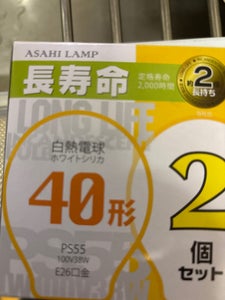 ASAHI LAMP
長寿命
定格寿命
2,000時間
約2倍
長持ち
LONG LIFE
白熱電球
ホワイトシリカ
40形
PS55
100V38W
E26口金
2
個
セット